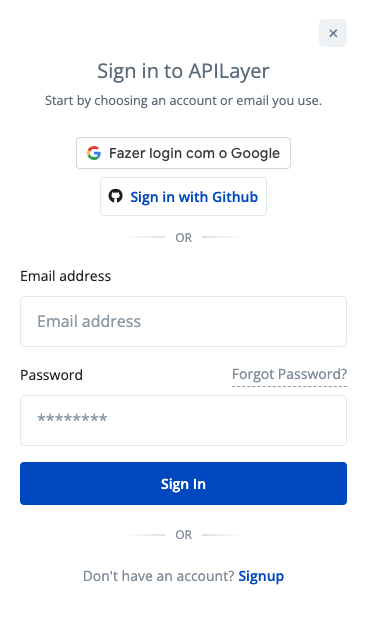 ×
Sign in to APILayer
Start by choosing an account or email you use.
Fazer login com o Google
Sign in with Github
OR
Email address
Email address
Password Forgot Password?
********
Sign In
OR
Don't have an account? Signup